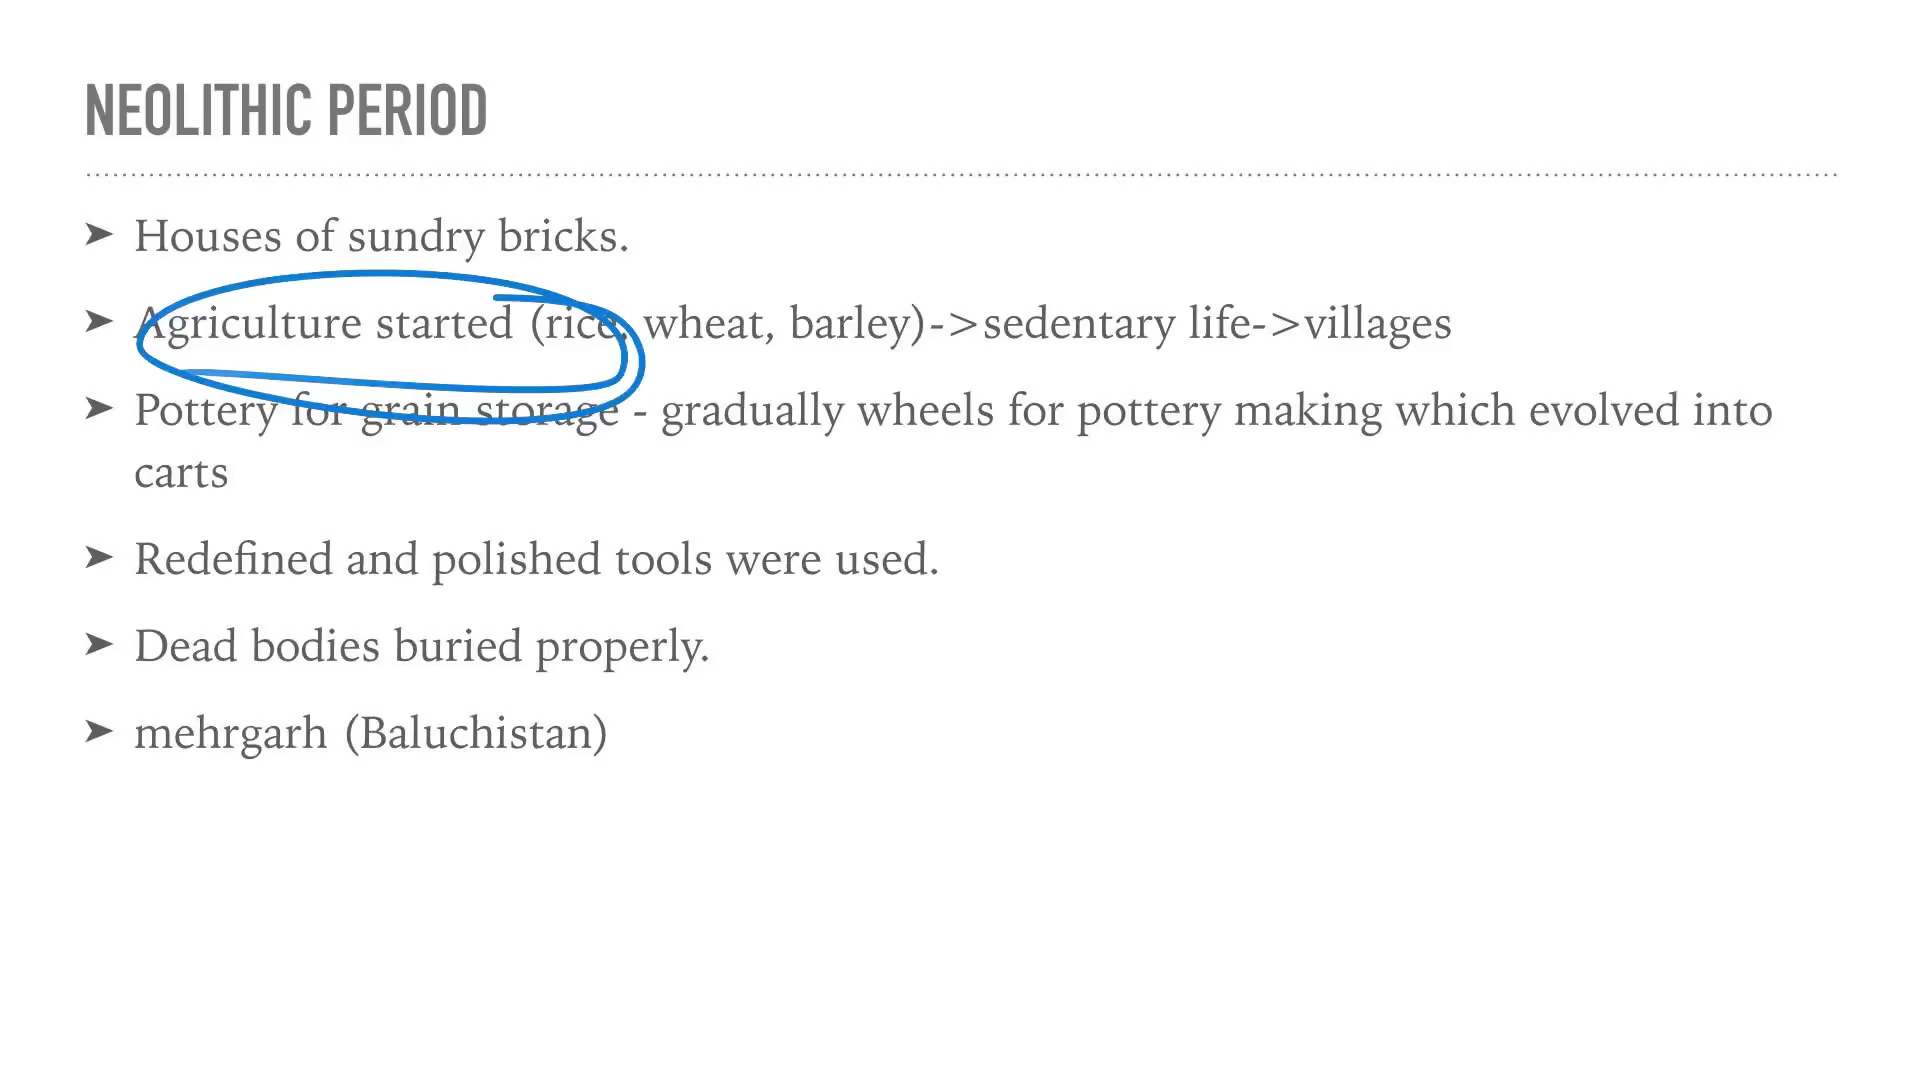 NEOLITHIC PERIOD
➤ Houses of sundry bricks.
➤ Agriculture started (rice, wheat, barley)->sedentary life->villages
➤ Pottery for grain storage - gradually wheels for pottery making which evolved into
carts
➤ Redefined and polished tools were used.
➤ Dead bodies buried properly.
➤ mehrgarh (Baluchistan)